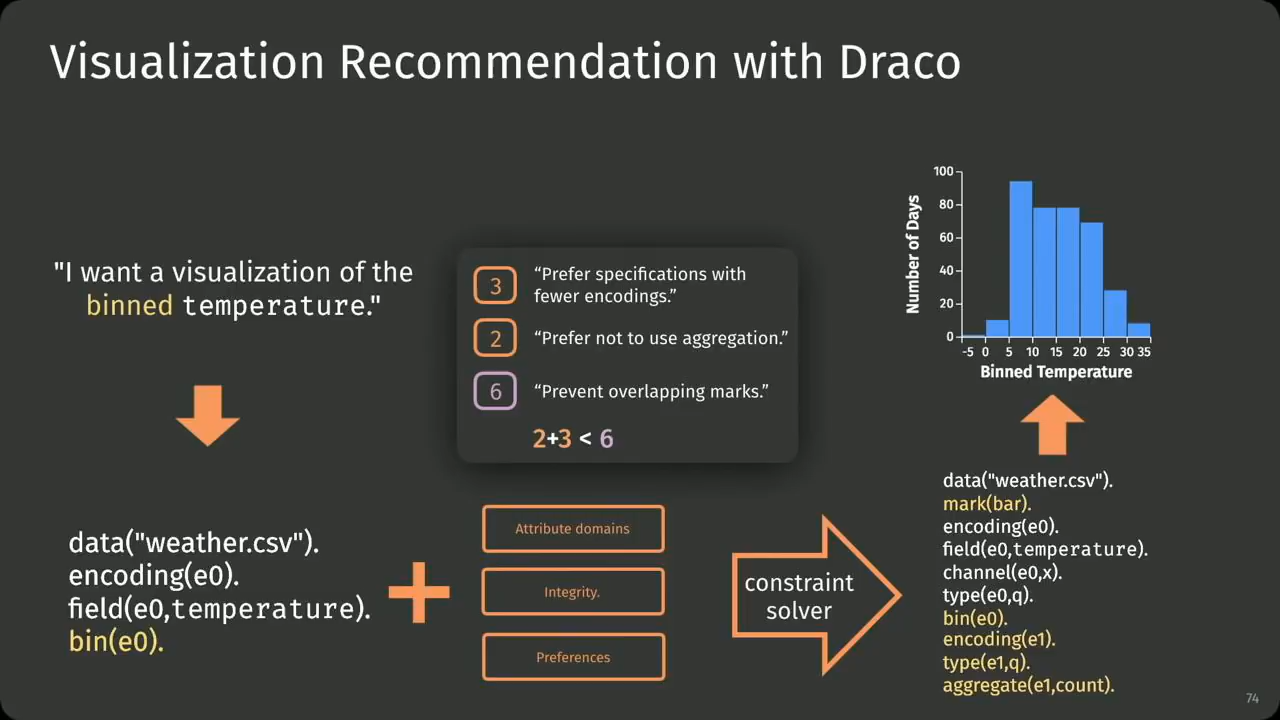 Visualization Recommendation with Draco
"I want a visualization of the
binned temperature."
data("weather.csv").
encoding(e0).
field(e0,temperature).
bin(e0).
3
“Prefer specifications with
fewer encodings.”
2
“Prefer not to use aggregation.”
6
“Prevent overlapping marks.”
2+3 < 6
Attribute domains
Integrity.
Preferences
constraint
solver
Number of Days
100
80
60
40
20
0
-5 0 5 10 15 20 25 30 35
Binned Temperature
data("weather.csv").
mark(bar).
encoding(e0).
field(e0,temperature).
channel(e0,x).
type(e0,q).
bin(e0).
encoding(e1).
type(e1,q).
aggregate(e1,count).
74